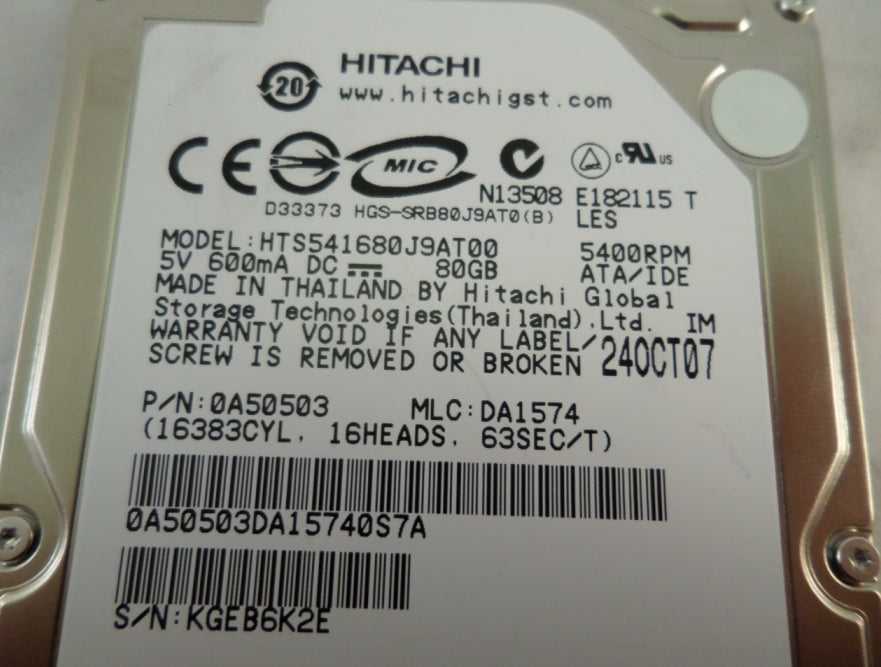 20 HITACHI
www.hitachigst.com
CE MIC c UL us
N13508 E182115 T
D33373 HGS-SRB80J9AT0(B) LES
MODEL:HTS541680J9AT00 5400RPM
5V 600mA DC 80GB ATA/IDE
MADE IN THAILAND BY Hitachi Global
Storage Technologies(Thailand),Ltd. IM
WARRANTY VOID IF ANY LABEL/
SCREW IS REMOVED OR BROKEN 24OCT07
P/N:0A50503 MLC:DA1574
(16383CYL, 16HEADS, 63SEC/T)
0A50503DA15740S7A
S/N:KGEB6K2E